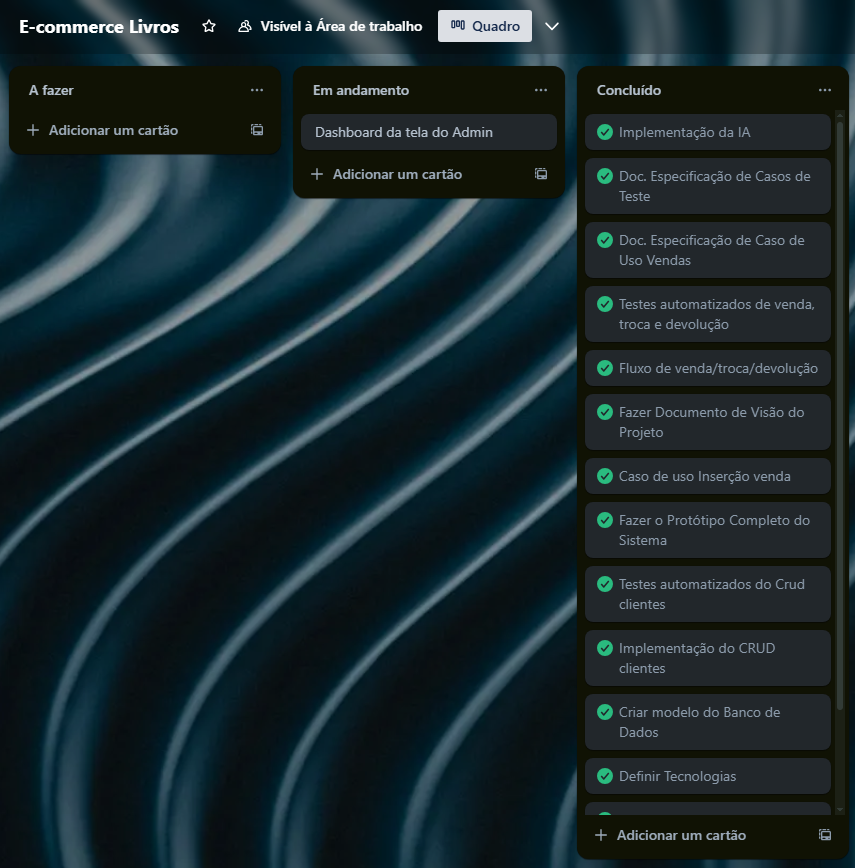 E-commerce Livros
Visível à Área de trabalho
Quadro
A fazer
Adicionar um cartão
Em andamento
Dashboard da tela do Admin
Adicionar um cartão
Concluído
Implementação da IA
Doc. Especificação de Casos de
Teste
Doc. Especificação de Caso de
Uso Vendas
Testes automatizados de venda,
troca e devolução
Fluxo de venda/troca/devolução
Fazer Documento de Visão do
Projeto
Caso de uso Inserção venda
Fazer o Protótipo Completo do
Sistema
Testes automatizados do Crud
clientes
Implementação do CRUD
clientes
Criar modelo do Banco de
Dados
Definir Tecnologias
Adicionar um cartão